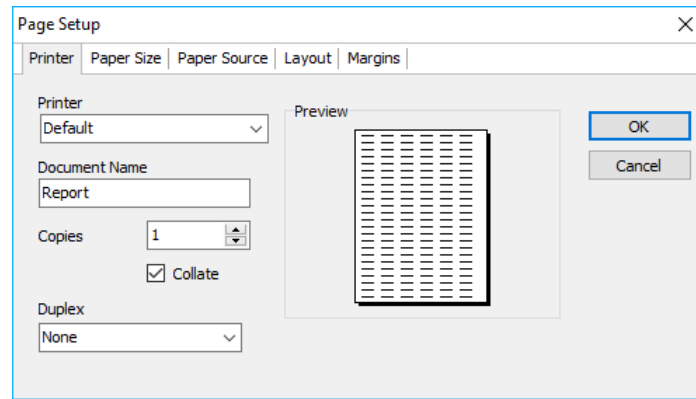 Page Setup
Printer Paper Size Paper Source Layout Margins
Printer
Default
Document Name
Report
Copies 1
Collate
Duplex
None
Preview
OK
Cancel